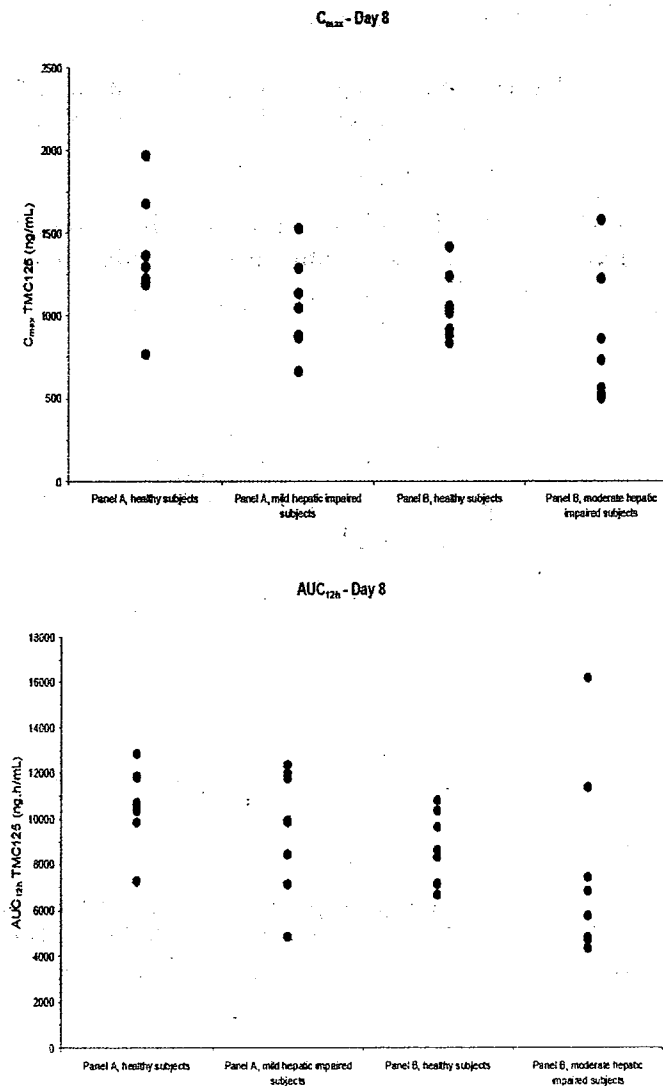 Cmax - Day 8
2500
2000
1500
1000
500
0
Cmax TMC125 (ng/mL)
Panel A, healthy subjects
Panel A, mild hepatic impaired
subjects
Panel B, healthy subjects
Panel B, moderate hepatic
impaired subjects
AUC12h - Day 8
18000
16000
14000
12000
10000
8000
6000
4000
2000
0
AUC12h TMC125 (ng.h/mL)
Panel A, healthy subjects
Panel A, mild hepatic impaired
subjects
Panel B, healthy subjects
Panel B, moderate hepatic
impaired subjects